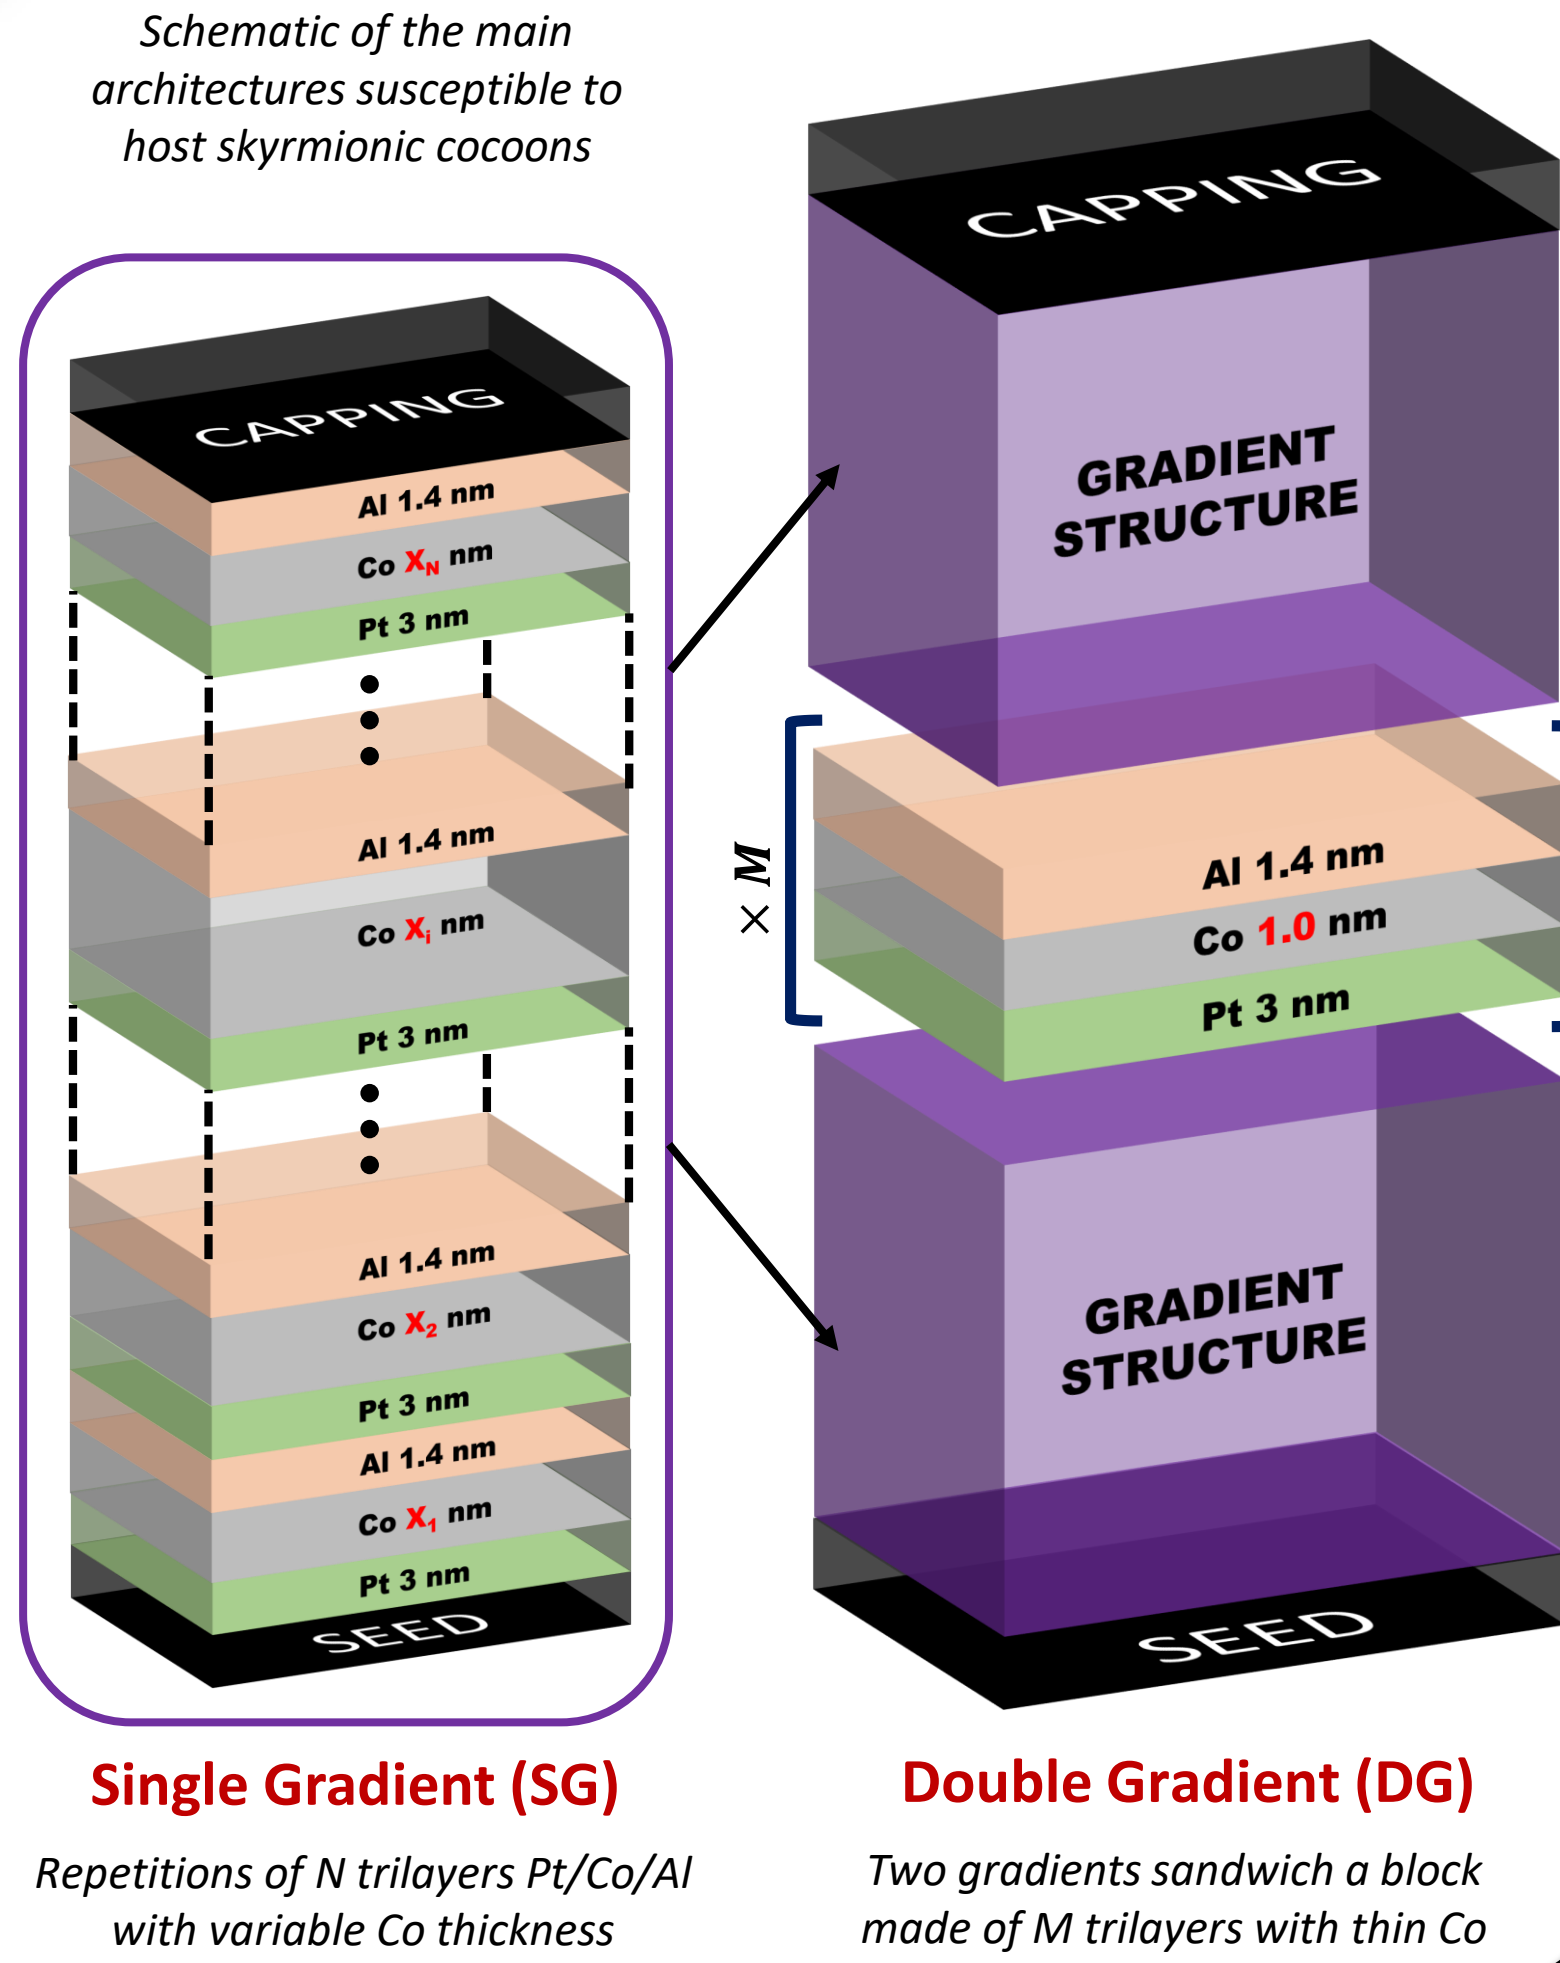 Schematic of the main
architectures susceptible to
host skyrmionic cocoons
CAPPING
Al 1.4 nm
Co X_N nm
Pt 3 nm
Al 1.4 nm
Co X_i nm
Pt 3 nm
Al 1.4 nm
Co X_2 nm
Pt 3 nm
Al 1.4 nm
Co X_1 nm
Pt 3 nm
SEED
Single Gradient (SG)
Repetitions of N trilayers Pt/Co/Al
with variable Co thickness
CAPPING
GRADIENT
STRUCTURE
× M
Al 1.4 nm
Co 1.0 nm
Pt 3 nm
GRADIENT
STRUCTURE
SEED
Double Gradient (DG)
Two gradients sandwich a block
made of M trilayers with thin Co